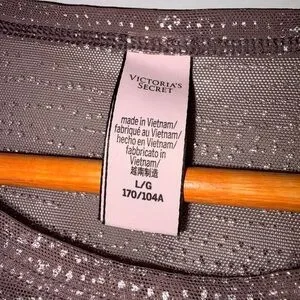 VICTORIA'S
SECRET
made in Vietnam/
fabriqué au Vietnam/
hecho en Vietnam/
fabbricato in
Vietnam/
越南制造
L/G
170/104A